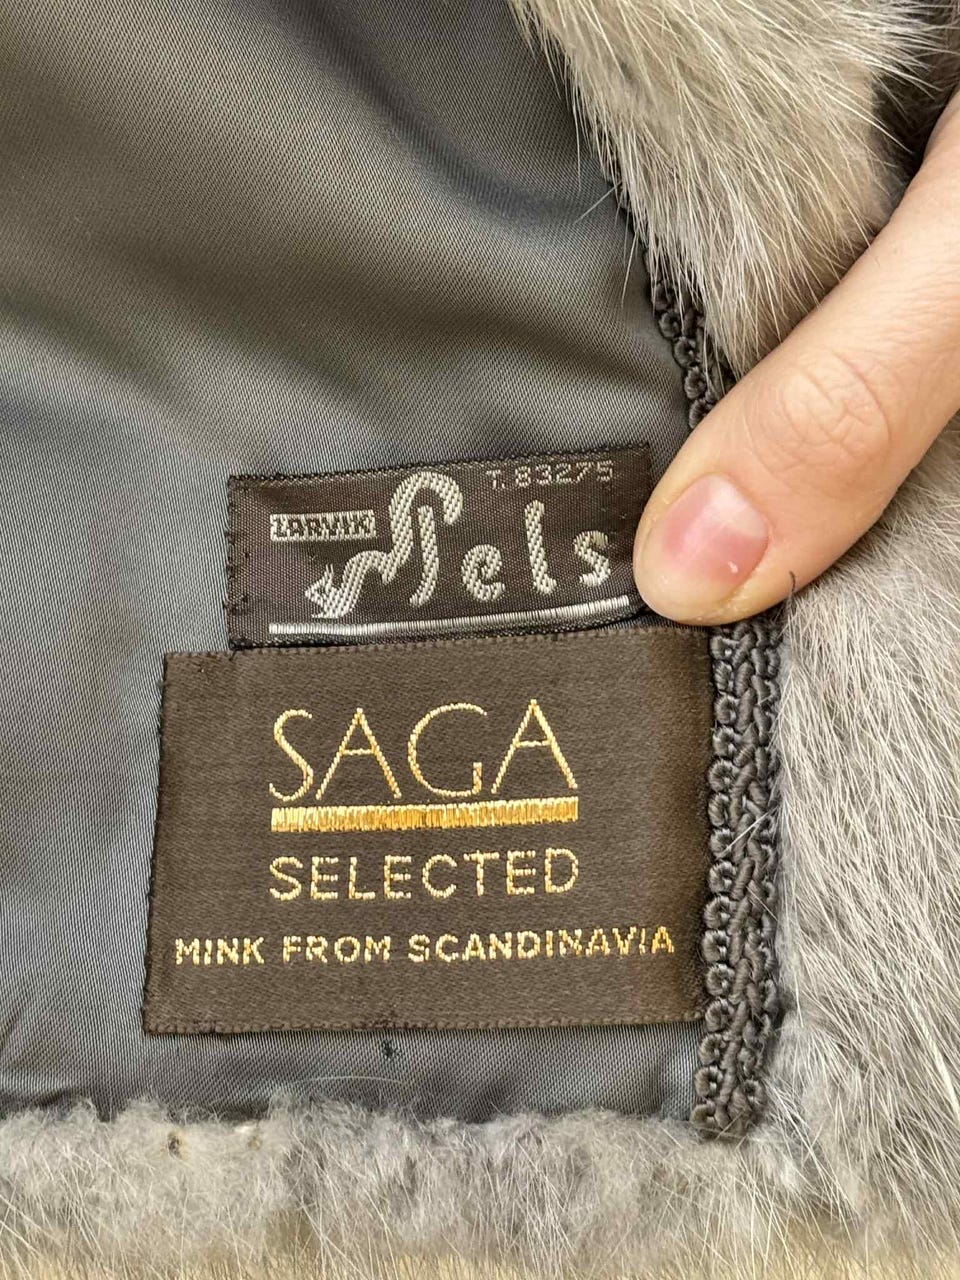 T. 83275
LARVIK
Pels
SAGA
SELECTED
MINK FROM SCANDINAVIA